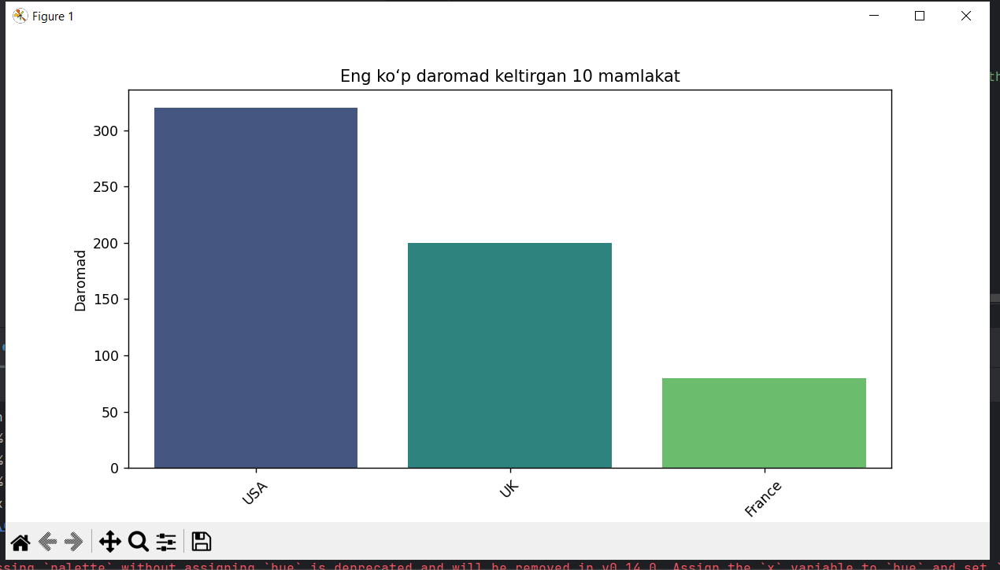 Figure 1
Eng ko‘p daromad keltirgan 10 mamlakat
300
250
200
150
100
50
0
Daromad
USA
UK
France
ssing `palette` without assigning `hue` is deprecated and will be removed in v0.14.0. Assign the `x` variable to `hue` and set `